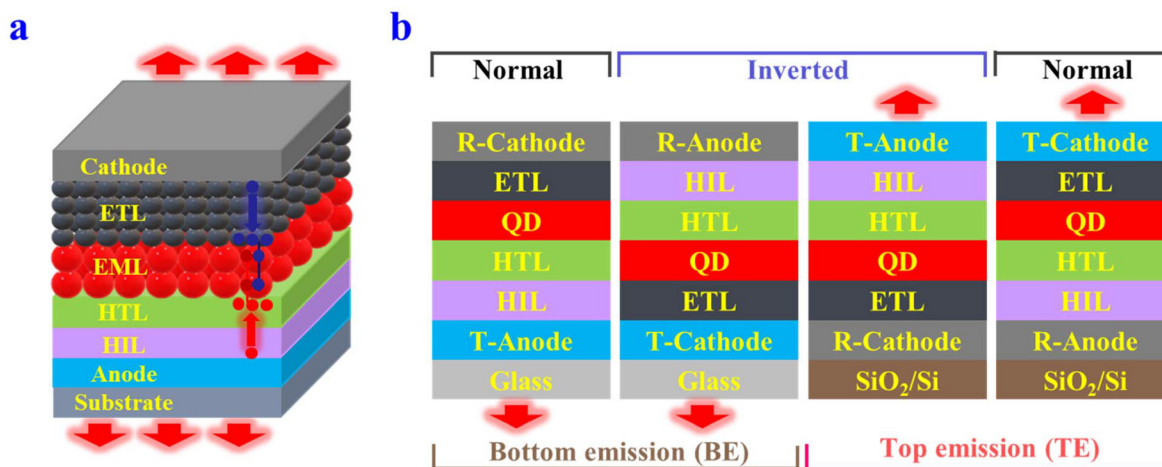 a
Cathode
ETL
EML
HTL
HIL
Anode
Substrate
b
Normal
Inverted
Normal
R-Cathode
ETL
QD
HTL
HIL
T-Anode
Glass
R-Anode
HIL
HTL
QD
ETL
T-Cathode
Glass
T-Anode
HIL
HTL
QD
ETL
R-Cathode
SiO₂/Si
T-Cathode
ETL
QD
HTL
HIL
R-Anode
SiO₂/Si
Bottom emission (BE)
Top emission (TE)